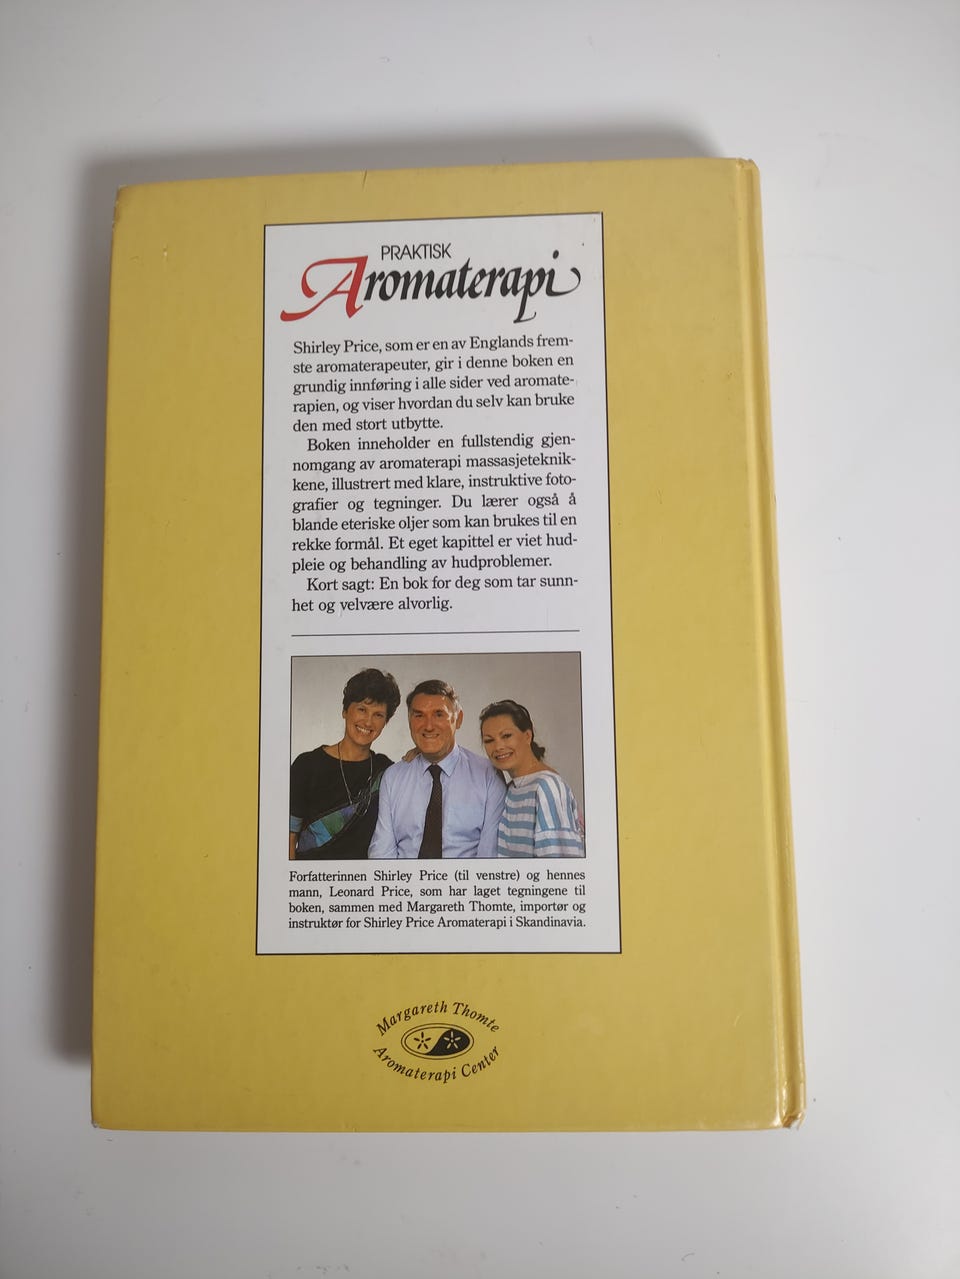 PRAKTISK
Aromaterapi
Shirley Price, som er en av Englands frem-
ste aromaterapeuter, gir i denne boken en
grundig innføring i alle sider ved aromate-
rapien, og viser hvordan du selv kan bruke
den med stort utbytte.
Boken inneholder en fullstendig gjen-
nomgang av aromaterapi massasjeteknik-
kene, illustrert med klare, instruktive foto-
grafier og tegninger. Du lærer også å
blande eteriske oljer som kan brukes til en
rekke formål. Et eget kapittel er viet hud-
pleie og behandling av hudproblemer.
Kort sagt: En bok for deg som tar sunn-
het og velvære alvorlig.
Forfatterinnen Shirley Price (til venstre) og hennes
mann, Leonard Price, som har laget tegningene til
boken, sammen med Margareth Thomte, importør og
instruktør for Shirley Price Aromaterapi i Skandinavia.
Margareth Thomte
Aromaterapi Center